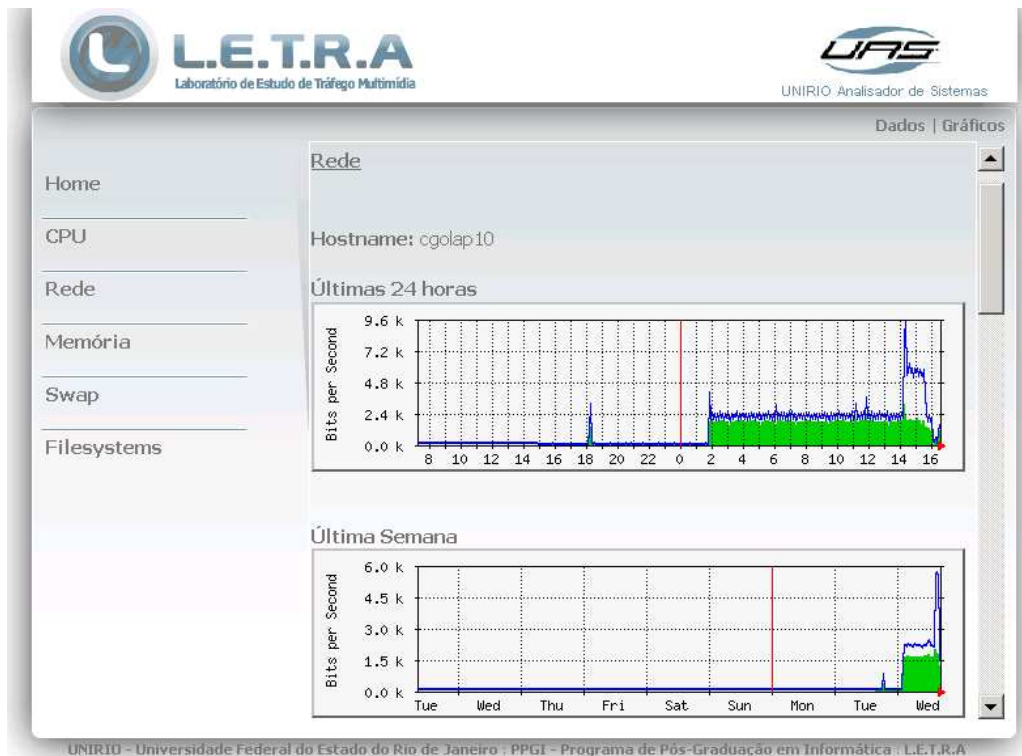 L.E.T.R.A
Laboratório de Estudo de Tráfego Multimídia
UAS
UNIRIO Analisador de Sistemas
Dados | Gráficos
Home
CPU
Rede
Memória
Swap
Filesystems
Rede
Hostname: cgolap10
Últimas 24 horas
Bits per Second
9.6 k
7.2 k
4.8 k
2.4 k
0.0 k
8 10 12 14 16 18 20 22 0 2 4 6 8 10 12 14 16
Última Semana
Bits per Second
6.0 k
4.5 k
3.0 k
1.5 k
0.0 k
Tue Wed Thu Fri Sat Sun Mon Tue Wed
UNIRIO - Universidade Federal do Estado do Rio de Janeiro : PPGI - Programa de Pós-Graduação em Informática : L.E.T.R.A